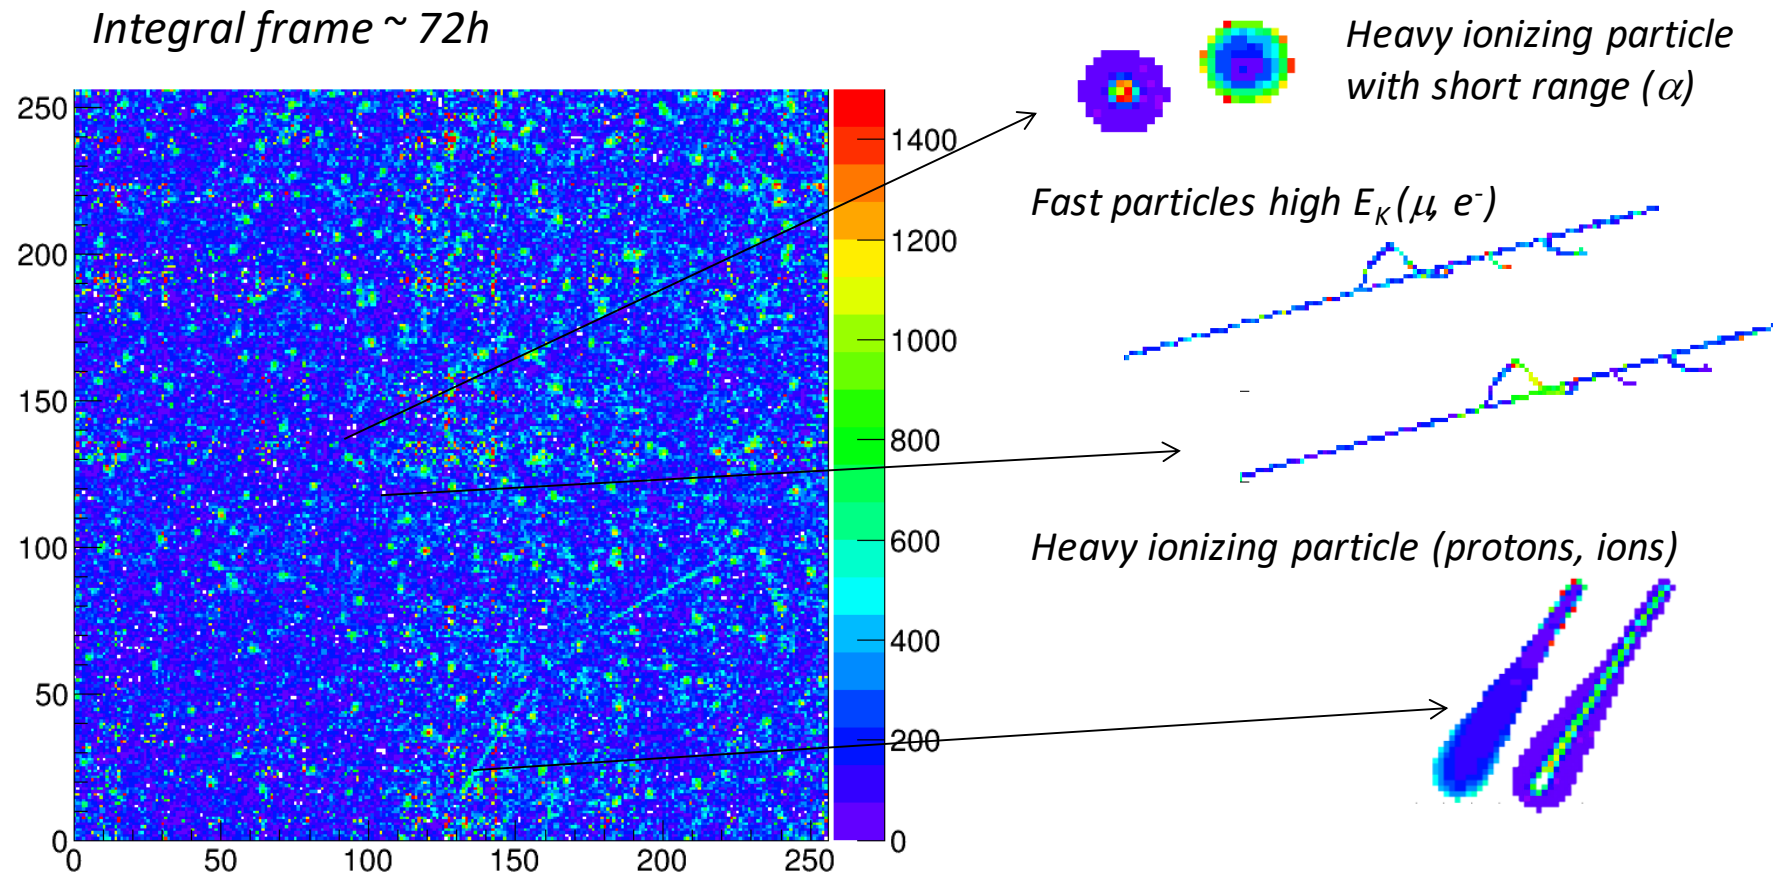 Integral frame ~ 72h
Heavy ionizing particle
with short range (α)
Fast particles high E_K (μ, e⁻)
Heavy ionizing particle (protons, ions)
250
200
150
100
50
0
0 50 100 150 200 250
1400
1200
1000
800
600
400
200
0